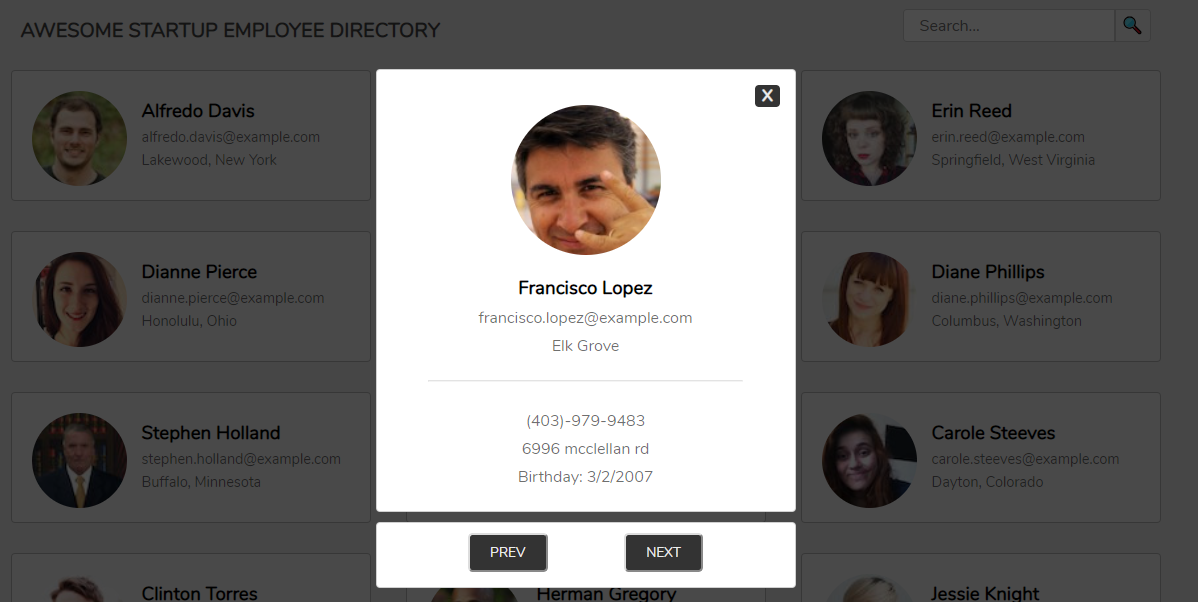 AWESOME STARTUP EMPLOYEE DIRECTORY
Search...
X
Alfredo Davis
alfredo.davis@example.com
Lakewood, New York
Erin Reed
erin.reed@example.com
Springfield, West Virginia
Francisco Lopez
francisco.lopez@example.com
Elk Grove
(403)-979-9483
6996 mcclellan rd
Birthday: 3/2/2007
Dianne Pierce
dianne.pierce@example.com
Honolulu, Ohio
Diane Phillips
diane.phillips@example.com
Columbus, Washington
Stephen Holland
stephen.holland@example.com
Buffalo, Minnesota
Carole Steeves
carole.steeves@example.com
Dayton, Colorado
PREV
NEXT
Clinton Torres
Herman Gregory
Jessie Knight